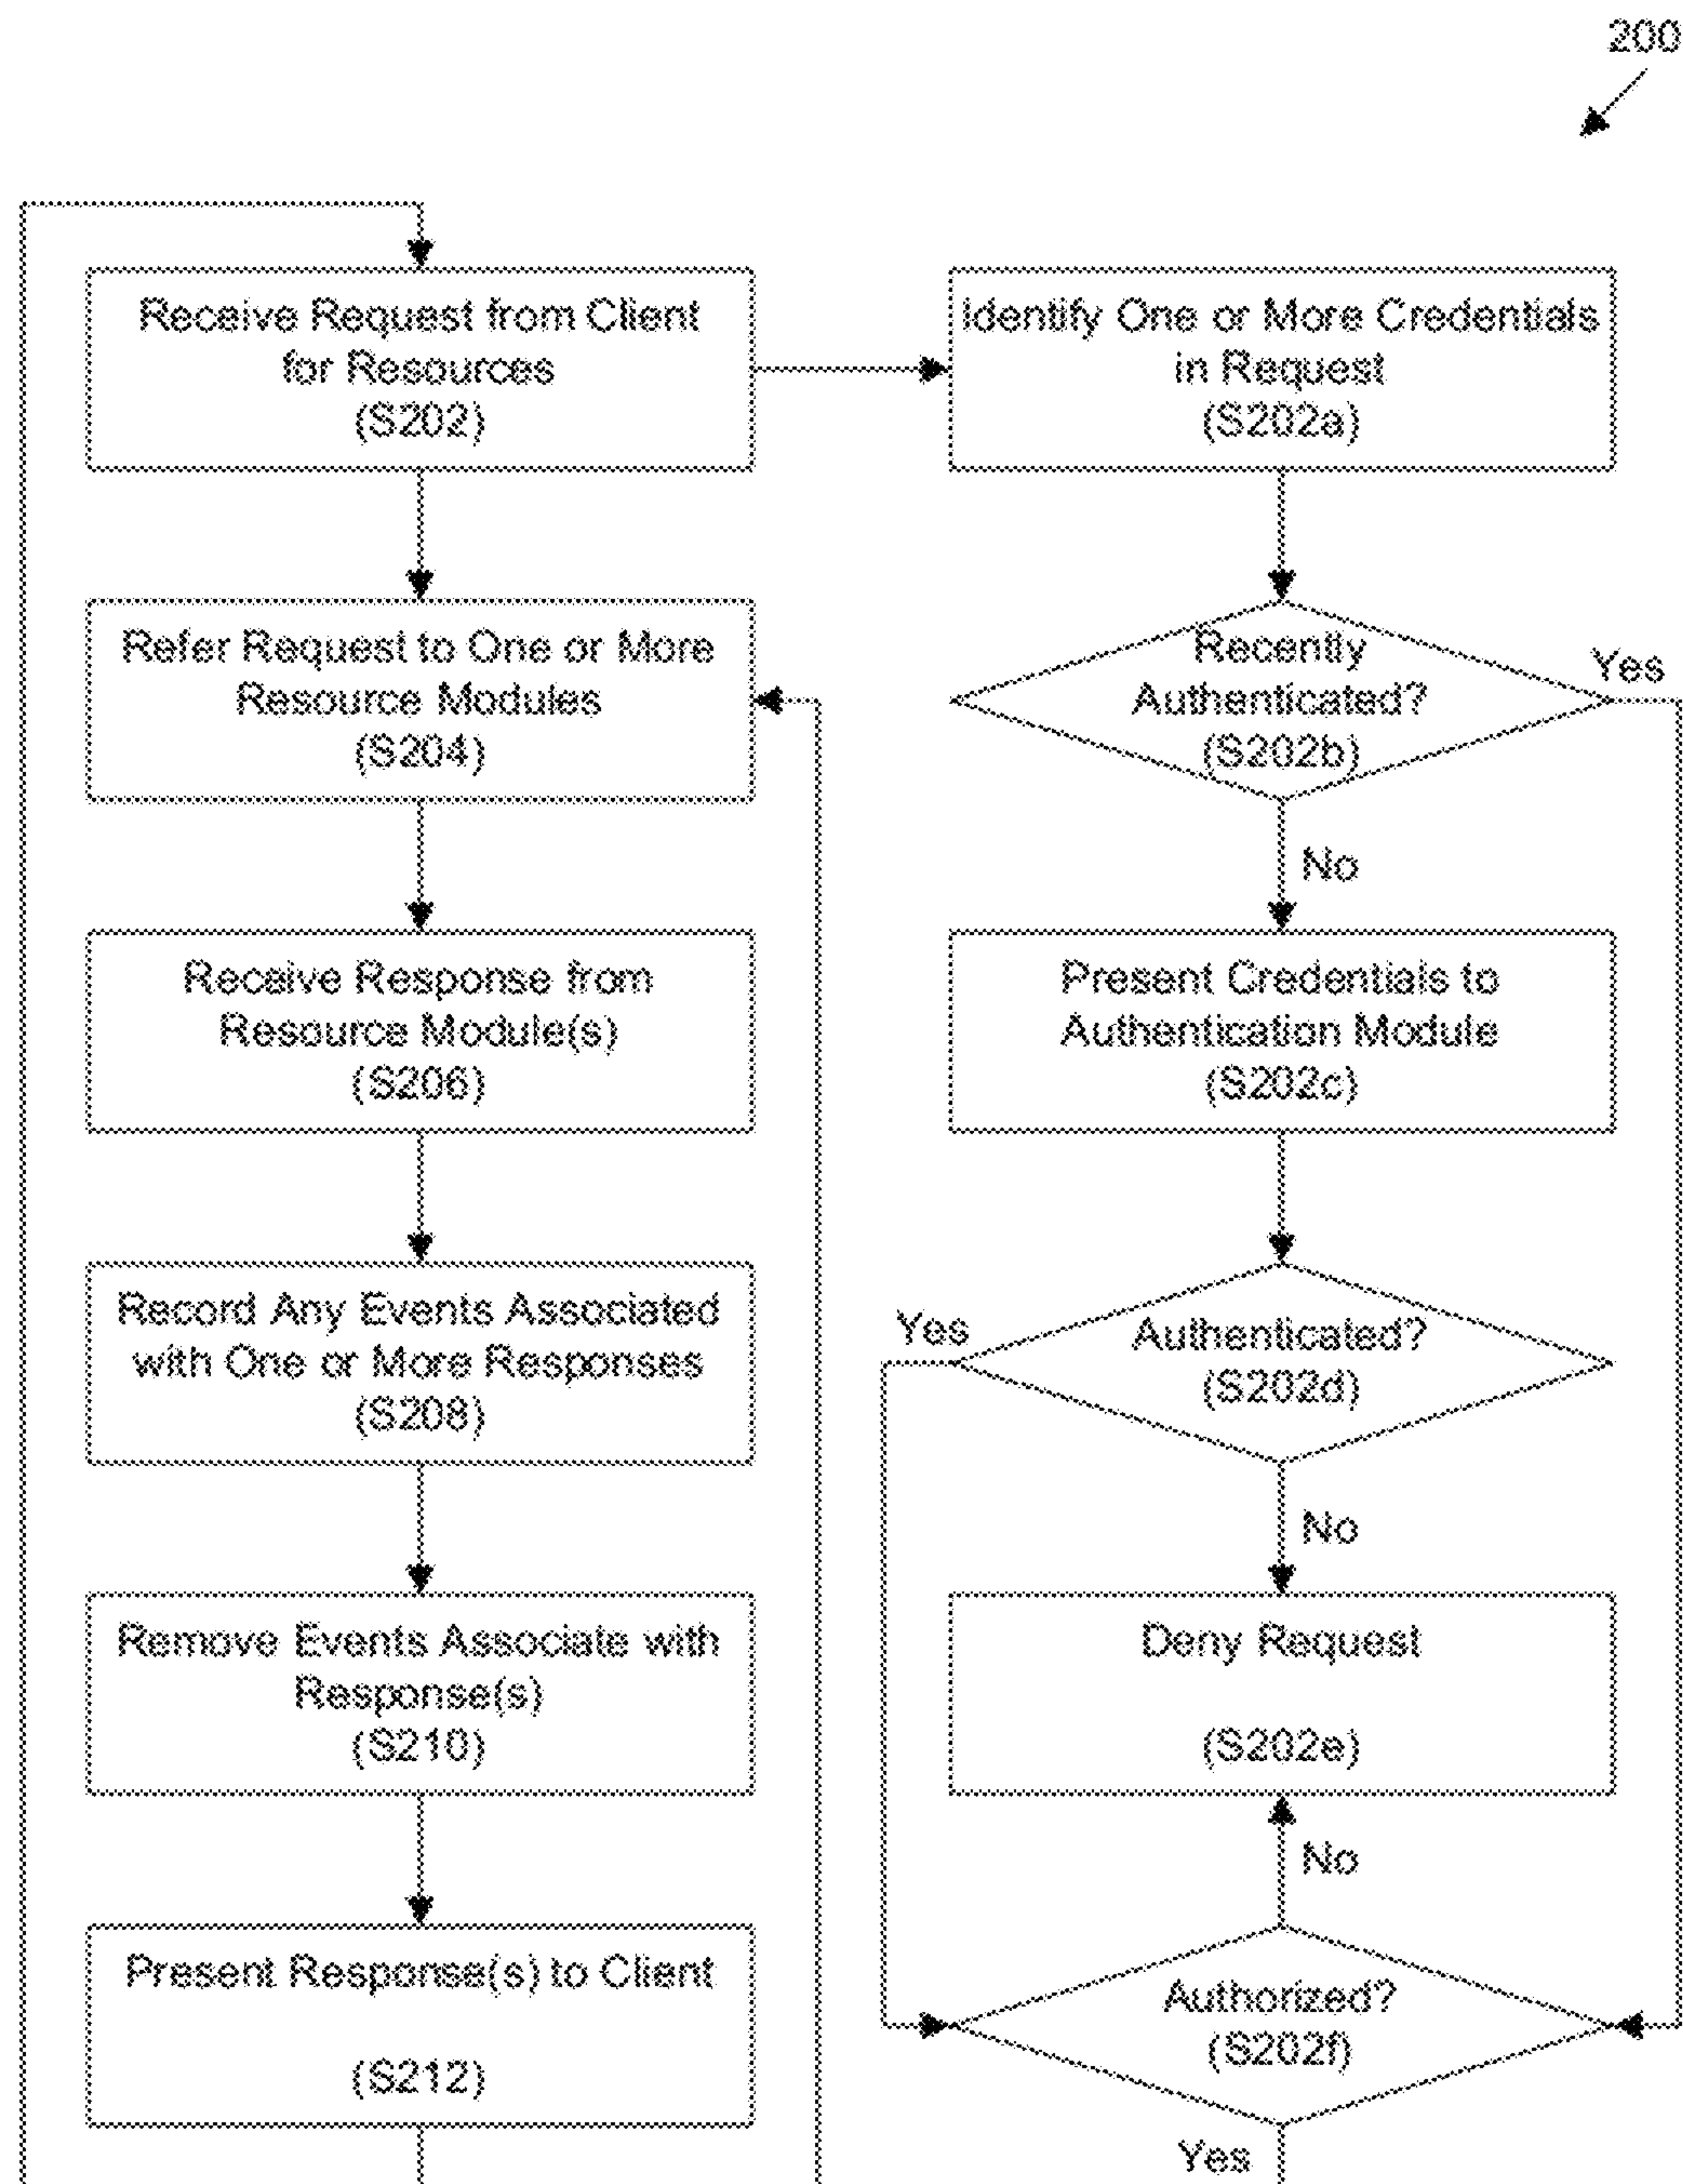 200
Receive Request from Client
for Resources
(S202)
Identify One or More Credentials
in Request
(S202a)
Refer Request to One or More
Resource Modules
(S204)
Recently
Authenticated?
(S202b)
Yes
No
Receive Response from
Resource Module(s)
(S206)
Present Credentials to
Authentication Module
(S202c)
Record Any Events Associated
with One or More Responses
(S208)
Yes
Authenticated?
(S202d)
No
Remove Events Associate with
Response(s)
(S210)
Deny Request
(S202e)
No
Present Response(s) to Client
(S212)
Authorized?
(S202f)
Yes